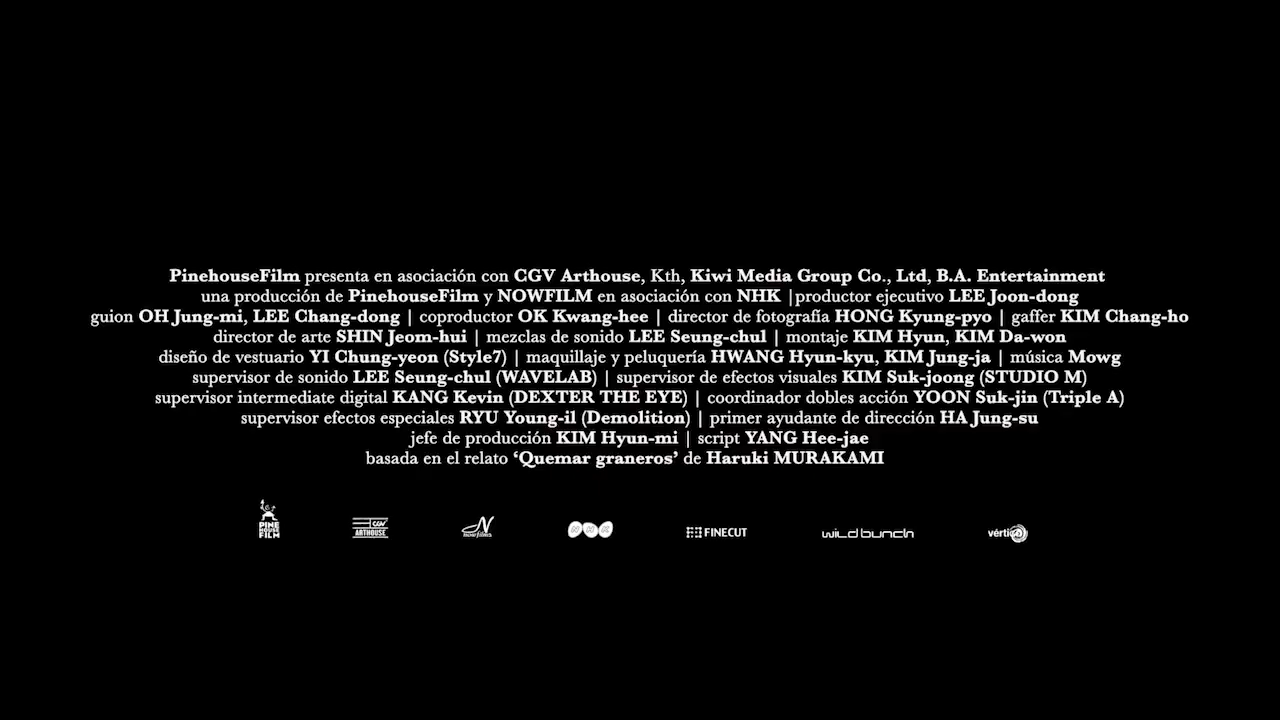 PinehouseFilm presenta en asociación con CGV Arthouse, Kth, Kiwi Media Group Co., Ltd, B.A. Entertainment
una producción de PinehouseFilm y NOWFILM en asociación con NHK |productor ejecutivo LEE Joon-dong
guion OH Jung-mi, LEE Chang-dong | coproductor OK Kwang-hee | director de fotografía HONG Kyung-pyo | gaffer KIM Chang-ho
director de arte SHIN Jeom-hui | mezclas de sonido LEE Seung-chul | montaje KIM Hyun, KIM Da-won
diseño de vestuario YI Chung-yeon (Style7) | maquillaje y peluquería HWANG Hyun-kyu, KIM Jung-ja | música Mowg
supervisor de sonido LEE Seung-chul (WAVELAB) | supervisor de efectos visuales KIM Suk-joong (STUDIO M)
supervisor intermediate digital KANG Kevin (DEXTER THE EYE) | coordinador dobles acción YOON Suk-jin (Triple A)
supervisor efectos especiales RYU Young-il (Demolition) | primer ayudante de dirección HA Jung-su
jefe de producción KIM Hyun-mi | script YANG Hee-jae
basada en el relato ‘Quemar graneros’ de Haruki MURAKAMI
PINE HOUSE FILM
CGV ARTHOUSE
NHK
FINECUT
wild bunch
vértigo